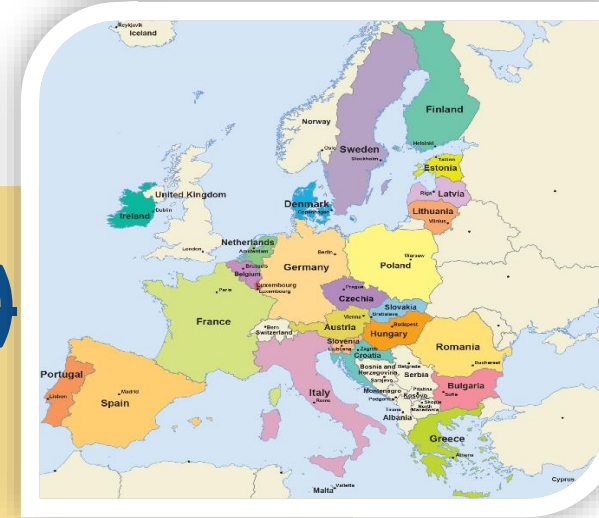 Reykjavik
Iceland
Finland
Norway
Helsinki
Oslo
Sweden
Stockholm
Tallinn
Estonia
Riga
Latvia
United Kingdom
Dublin
Ireland
Denmark
Copenhagen
Lithuania
Vilnius
London
Netherlands
Amsterdam
Berlin
Warsaw
Germany
Poland
Brussels
Belgium
Luxembourg
Luxembourg
Prague
Czechia
Paris
Slovakia
Bratislava
Vienna
Austria
Budapest
Hungary
France
Bern
Switzerland
Slovenia
Ljubljana
Zagreb
Croatia
Romania
Bucharest
Bosnia and
Herzegovina
Belgrade
Sarajevo
Serbia
Portugal
Lisbon
Madrid
Spain
Italy
Rome
Montenegro
Podgorica
Pristina
Kosovo
Skopje
North
Macedonia
Sofia
Bulgaria
Tirana
Albania
Greece
Athens
Malta
Valletta
Cyprus